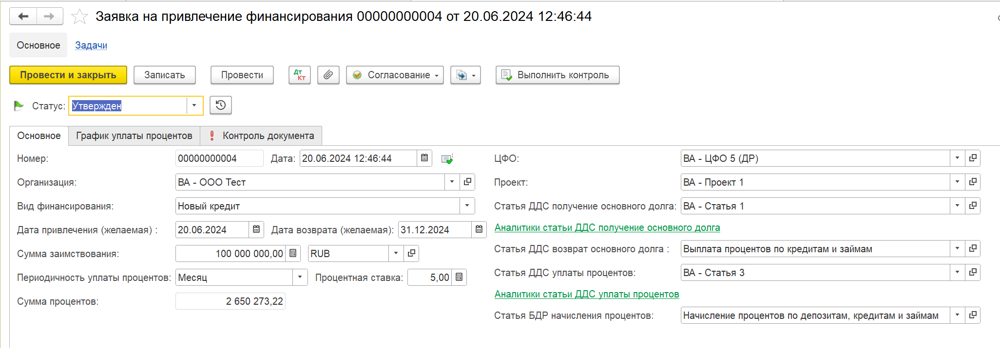 Заявка на привлечение финансирования 00000000004 от 20.06.2024 12:46:44
Основное Задачи
Провести и закрыть Записать Провести Дт Кт Согласование Выполнить контроль
Статус: Утвержден
Основное График уплаты процентов Контроль документа
Номер: 00000000004 Дата: 20.06.2024 12:46:44 ЦФО: ВА - ЦФО 5 (ДР)
Организация: ВА - ООО Тест Проект: ВА - Проект 1
Вид финансирования: Новый кредит Статья ДДС получение основного долга: ВА - Статья 1
Дата привлечения (желаемая) : 20.06.2024 Дата возврата (желаемая): 31.12.2024 Аналитики статьи ДДС получение основного долга
Сумма заимствования: 100 000 000,00 RUB Статья ДДС возврат основного долга : Выплата процентов по кредитам и займам
Периодичность уплаты процентов: Месяц Процентная ставка: 5,00 Статья ДДС уплаты процентов: ВА - Статья 3
Аналитики статьи ДДС уплаты процентов
Сумма процентов: 2 650 273,22 Статья БДР начисления процентов: Начисление процентов по депозитам, кредитам и займам